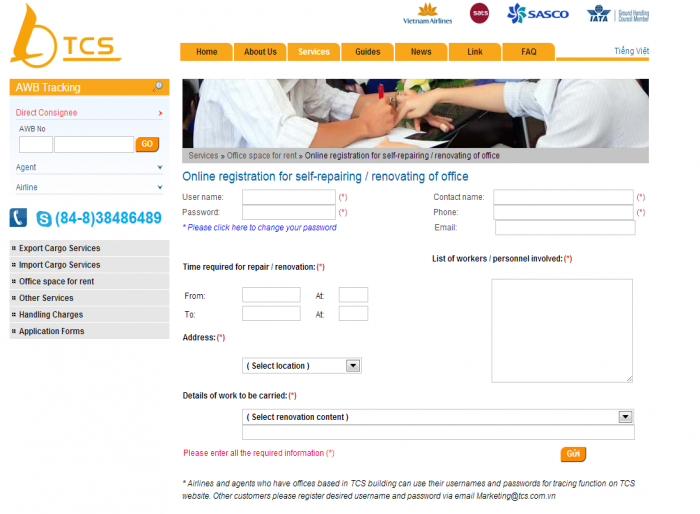 TCS
Vietnam Airlines
sacs
SASCO
IATA
Ground Handling
Council Member
Home
About Us
Services
Guides
News
Link
FAQ
Tiếng Việt
AWB Tracking
Direct Consignee
AWB No
GO
Agent
Airline
(84-8)38486489
Export Cargo Services
Import Cargo Services
Office space for rent
Other Services
Handling Charges
Application Forms
Services » Office space for rent » Online registration for self-repairing / renovating of office
Online registration for self-repairing / renovating of office
User name: (*)
Contact name: (*)
Password: (*)
Phone: (*)
* Please click here to change your password
Email:
Time required for repair / renovation:(*)
List of workers / personnel involved:(*)
From: At:
To: At:
Address:(*)
( Select location )
Details of work to be carried:(*)
( Select renovation content )
Please enter all the required information (*)
Gửi
* Airlines and agents who have offices based in TCS building can use their usernames and passwords for tracing function on TCS
website. Other customers please register desired username and password via email Marketing@tcs.com.vn